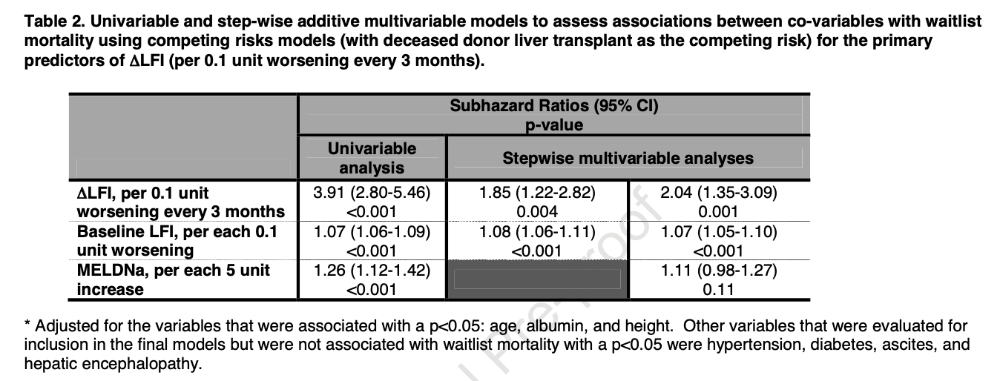 Table 2. Univariable and step-wise additive multivariable models to assess associations between co-variables with waitlist
mortality using competing risks models (with deceased donor liver transplant as the competing risk) for the primary
predictors of ΔLFI (per 0.1 unit worsening every 3 months).
Subhazard Ratios (95% CI)
p-value
Univariable
analysis
Stepwise multivariable analyses
ΔLFI, per 0.1 unit 3.91 (2.80-5.46) 1.85 (1.22-2.82) 2.04 (1.35-3.09)
worsening every 3 months <0.001 0.004 0.001
Baseline LFI, per each 0.1 1.07 (1.06-1.09) 1.08 (1.06-1.11) 1.07 (1.05-1.10)
unit worsening <0.001 <0.001 <0.001
MELDNa, per each 5 unit 1.26 (1.12-1.42) 1.11 (0.98-1.27)
increase <0.001 0.11
* Adjusted for the variables that were associated with a p<0.05: age, albumin, and height. Other variables that were evaluated for
inclusion in the final models but were not associated with waitlist mortality with a p<0.05 were hypertension, diabetes, ascites, and
hepatic encephalopathy.